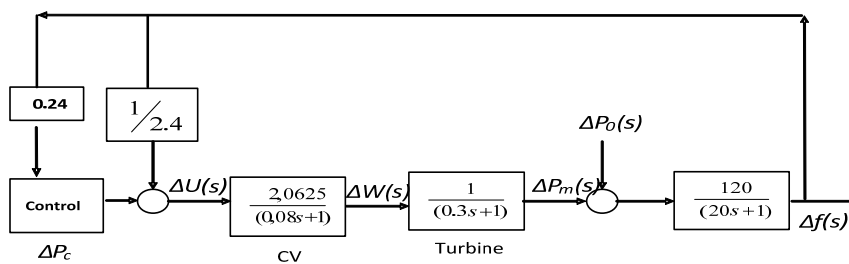 0.24
1/2.4
ΔP₀(s)
Control
ΔU(s)
2,0625
(0,08s+1)
ΔW(s)
1
(0.3s+1)
ΔPₘ(s)
120
(20s+1)
Δf(s)
ΔP_c
CV
Turbine